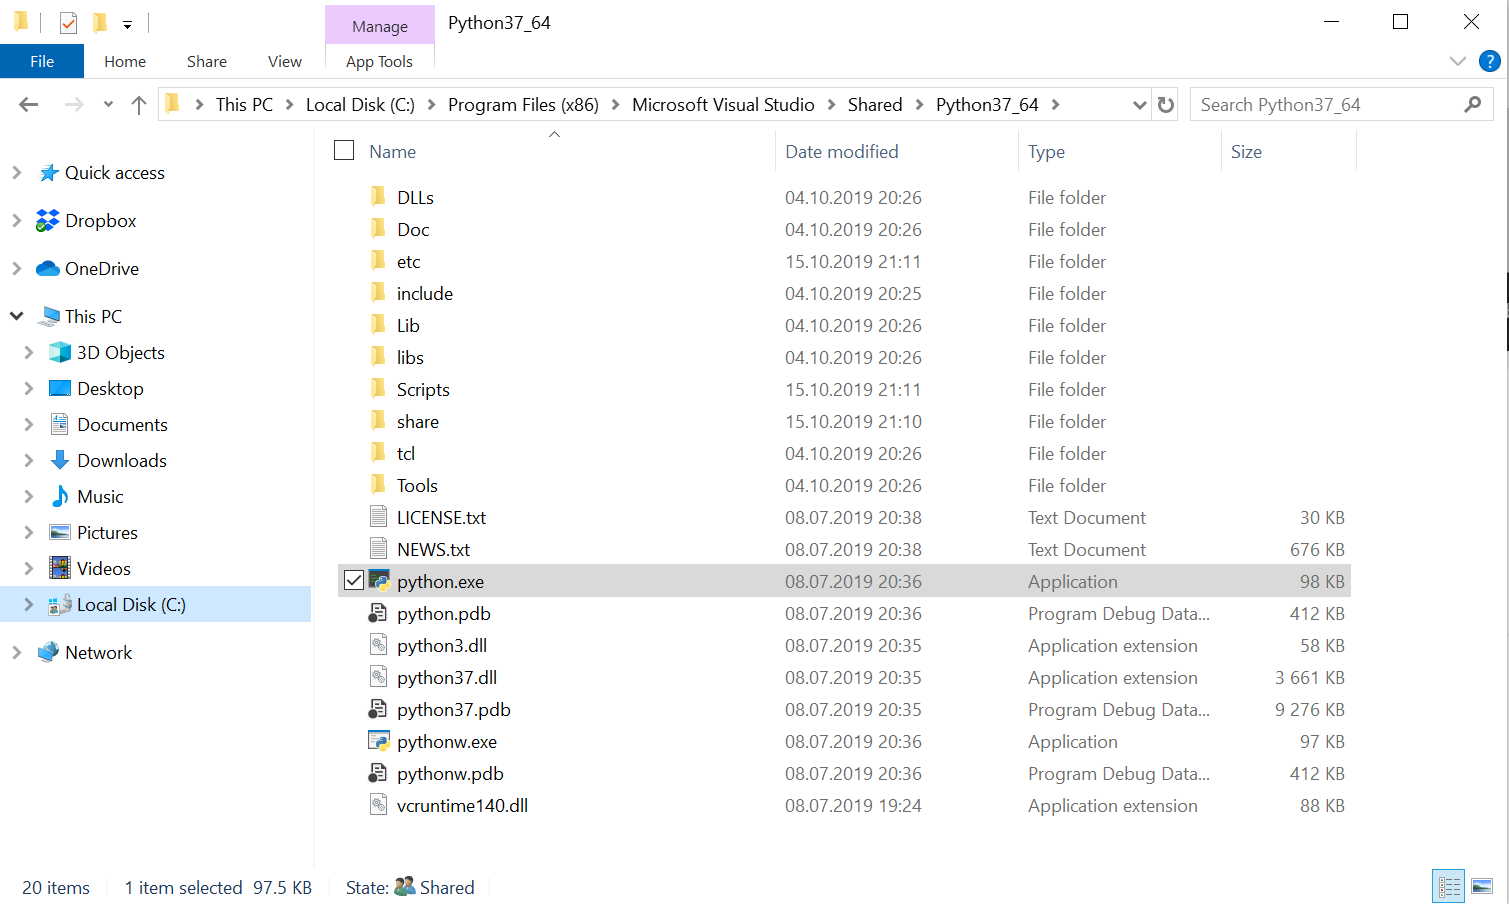 Manage Python37_64
File Home Share View App Tools
This PC Local Disk (C:) Program Files (x86) Microsoft Visual Studio Shared Python37_64 Search Python37_64
Name Date modified Type Size
Quick access
Dropbox
OneDrive
This PC
3D Objects
Desktop
Documents
Downloads
Music
Pictures
Videos
Local Disk (C:)
Network
DLLs 04.10.2019 20:26 File folder
Doc 04.10.2019 20:26 File folder
etc 15.10.2019 21:11 File folder
include 04.10.2019 20:25 File folder
Lib 04.10.2019 20:26 File folder
libs 04.10.2019 20:26 File folder
Scripts 15.10.2019 21:11 File folder
share 15.10.2019 21:10 File folder
tcl 04.10.2019 20:26 File folder
Tools 04.10.2019 20:26 File folder
LICENSE.txt 08.07.2019 20:38 Text Document 30 KB
NEWS.txt 08.07.2019 20:38 Text Document 676 KB
python.exe 08.07.2019 20:36 Application 98 KB
python.pdb 08.07.2019 20:36 Program Debug Data... 412 KB
python3.dll 08.07.2019 20:35 Application extension 58 KB
python37.dll 08.07.2019 20:35 Application extension 3 661 KB
python37.pdb 08.07.2019 20:35 Program Debug Data... 9 276 KB
pythonw.exe 08.07.2019 20:36 Application 97 KB
pythonw.pdb 08.07.2019 20:36 Program Debug Data... 412 KB
vcruntime140.dll 08.07.2019 19:24 Application extension 88 KB
20 items 1 item selected 97.5 KB State: Shared